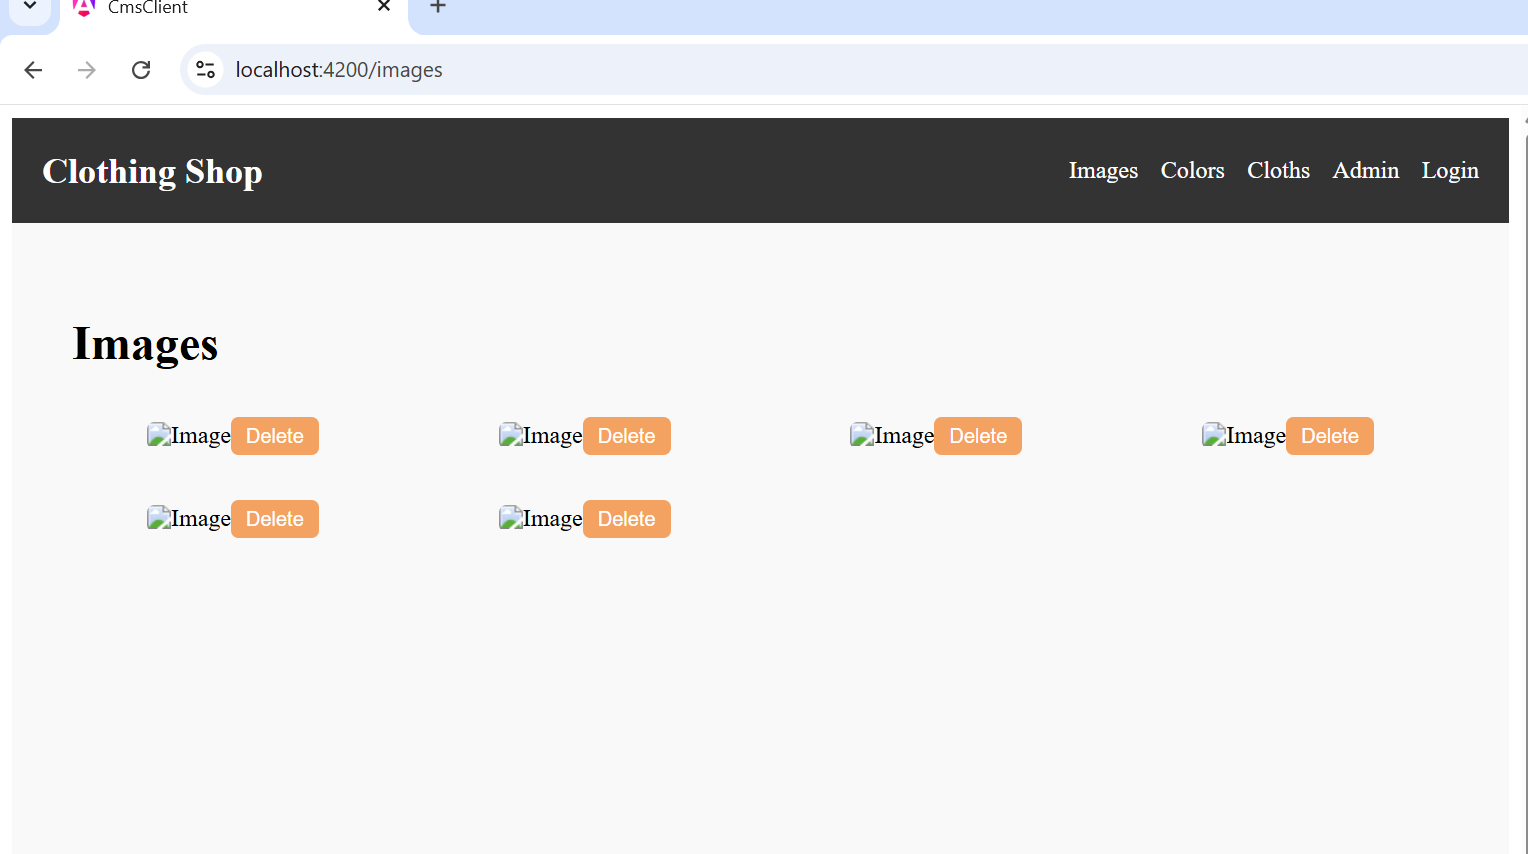 CmsClient
localhost:4200/images
Clothing Shop Images Colors Cloths Admin Login
Images
Image Delete Image Delete Image Delete Image Delete
Image Delete Image Delete